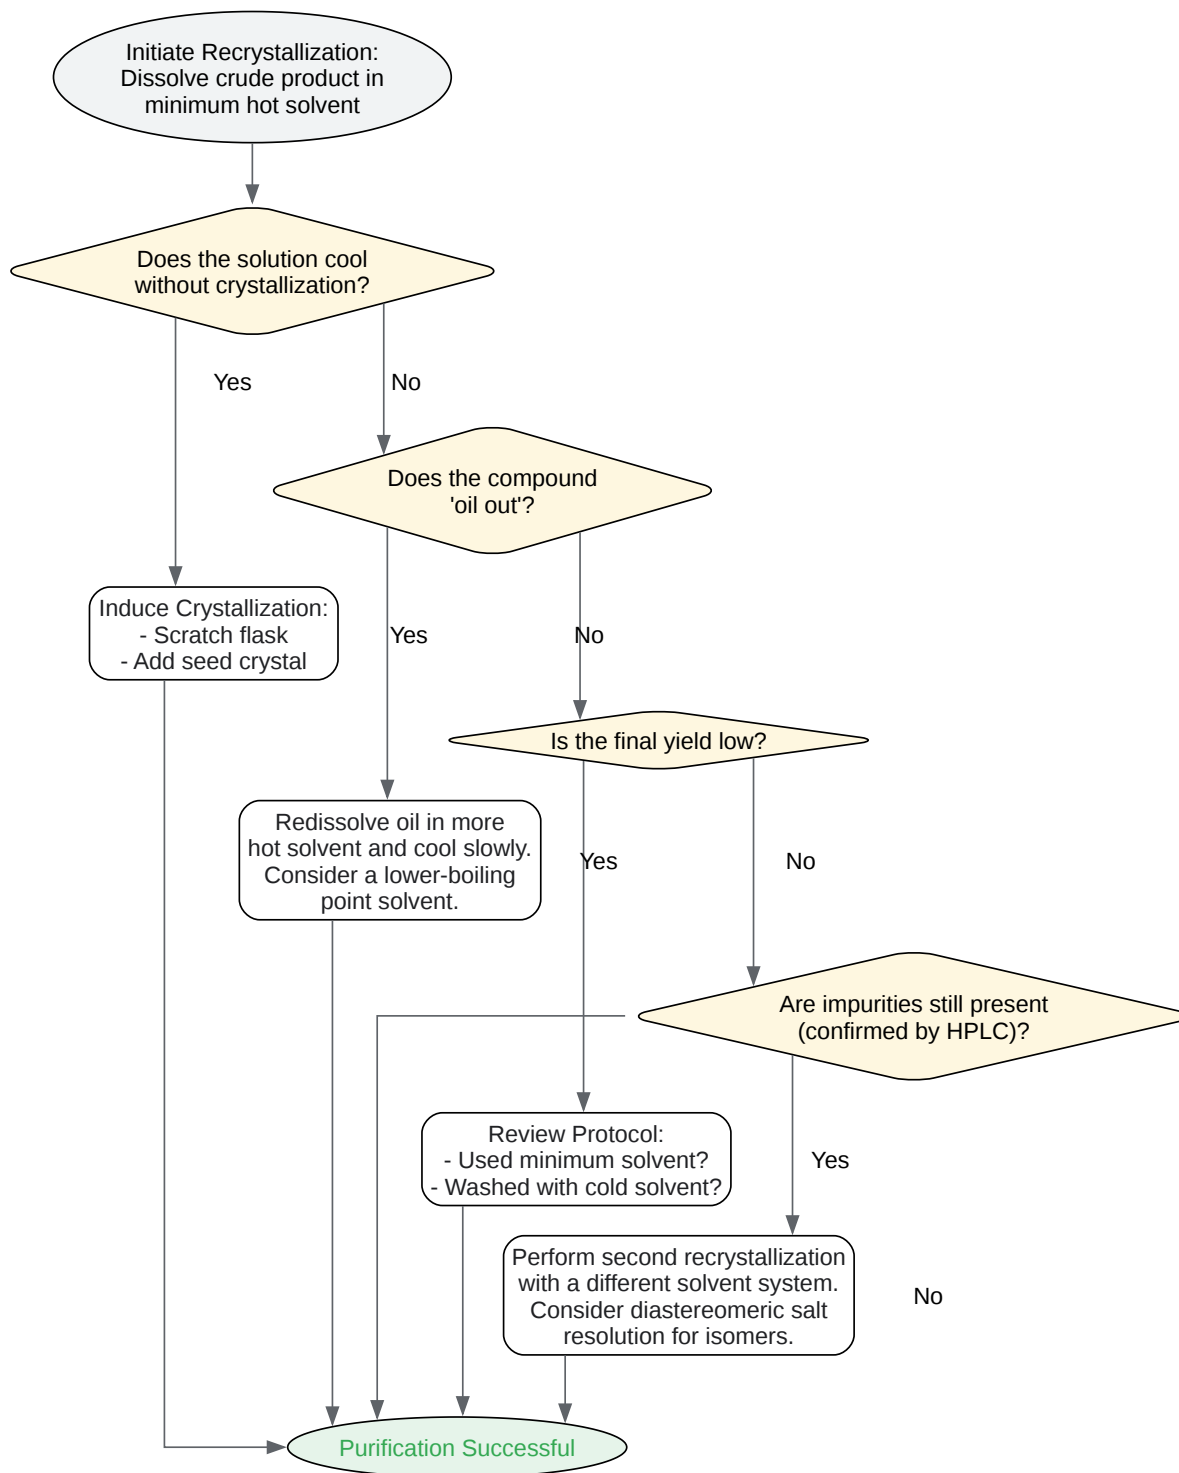 Initiate Recrystallization:
Dissolve crude product in
minimum hot solvent
Does the solution cool
without crystallization?
Yes
No
Does the compound
'oil out'?
Induce Crystallization:
- Scratch flask
- Add seed crystal
Yes
No
Is the final yield low?
Redissolve oil in more
hot solvent and cool slowly.
Consider a lower-boiling
point solvent.
Yes
No
Are impurities still present
(confirmed by HPLC)?
Review Protocol:
- Used minimum solvent?
- Washed with cold solvent?
Yes
Perform second recrystallization
with a different solvent system.
Consider diastereomeric salt
resolution for isomers.
No
Purification Successful